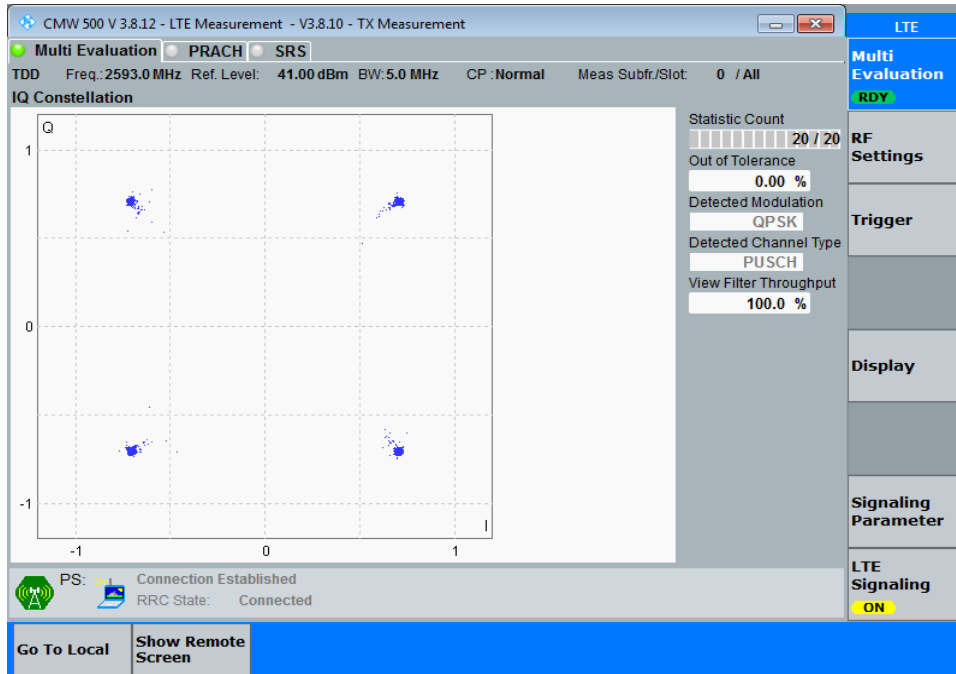 CMW 500 V 3.8.12 - LTE Measurement - V3.8.10 - TX Measurement
LTE
Multi Evaluation PRACH SRS
TDD Freq.: 2593.0 MHz Ref. Level: 41.00 dBm BW: 5.0 MHz CP : Normal Meas Subfr./Slot: 0 / All
IQ Constellation
Q
1
0
-1
-1 0 1
I
Statistic Count
20 / 20
Out of Tolerance
0.00 %
Detected Modulation
QPSK
Detected Channel Type
PUSCH
View Filter Throughput
100.0 %
Multi
Evaluation
RDY
RF
Settings
Trigger
Display
Signaling
Parameter
LTE
Signaling
ON
PS: Connection Established
RRC State: Connected
Go To Local
Show Remote
Screen